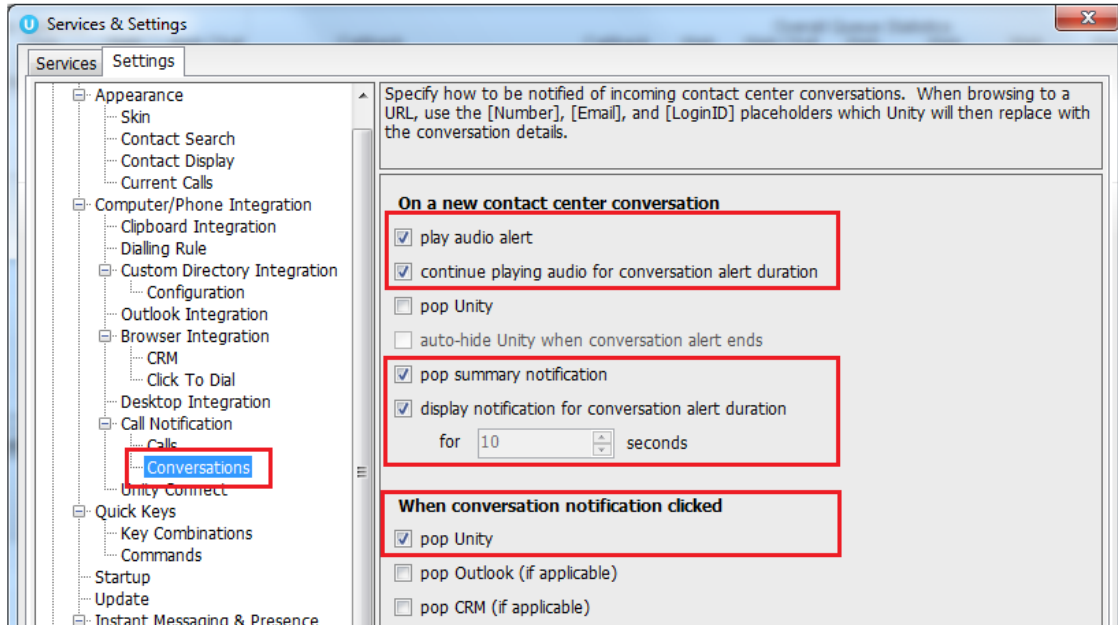 Services & Settings
Services
Settings
Appearance
Skin
Contact Search
Contact Display
Current Calls
Computer/Phone Integration
Clipboard Integration
Dialling Rule
Custom Directory Integration
Configuration
Outlook Integration
Browser Integration
CRM
Click To Dial
Desktop Integration
Call Notification
Calls
Conversations
Unity Connect
Quick Keys
Key Combinations
Commands
Startup
Update
Instant Messaging & Presence
Specify how to be notified of incoming contact center conversations. When browsing to a
URL, use the [Number], [Email], and [LoginID] placeholders which Unity will then replace with
the conversation details.
On a new contact center conversation
play audio alert
continue playing audio for conversation alert duration
pop Unity
auto-hide Unity when conversation alert ends
pop summary notification
display notification for conversation alert duration
for 10 seconds
When conversation notification clicked
pop Unity
pop Outlook (if applicable)
pop CRM (if applicable)